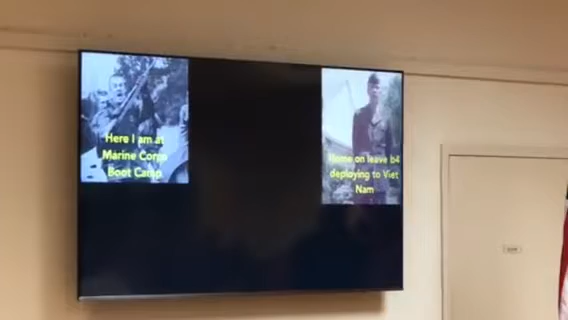 Here I am at
Marine Corps
Boot Camp
Home on leave b4
deploying to Viet
Nam